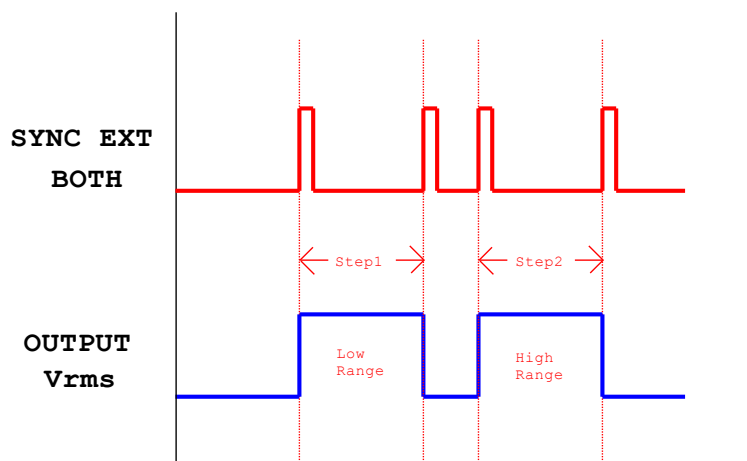 SYNC EXT
BOTH
Step1
Step2
OUTPUT
Vrms
Low
Range
High
Range